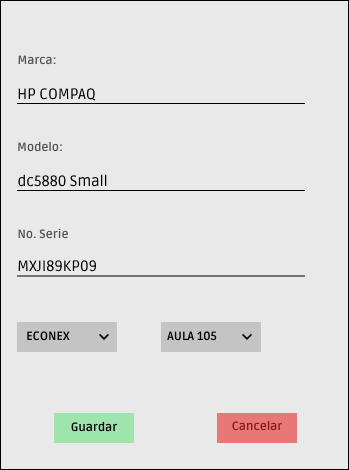 Marca:
HP COMPAQ
Modelo:
dc5880 Small
No. Serie
MXJI89KP09
ECONEX
AULA 105
Guardar
Cancelar